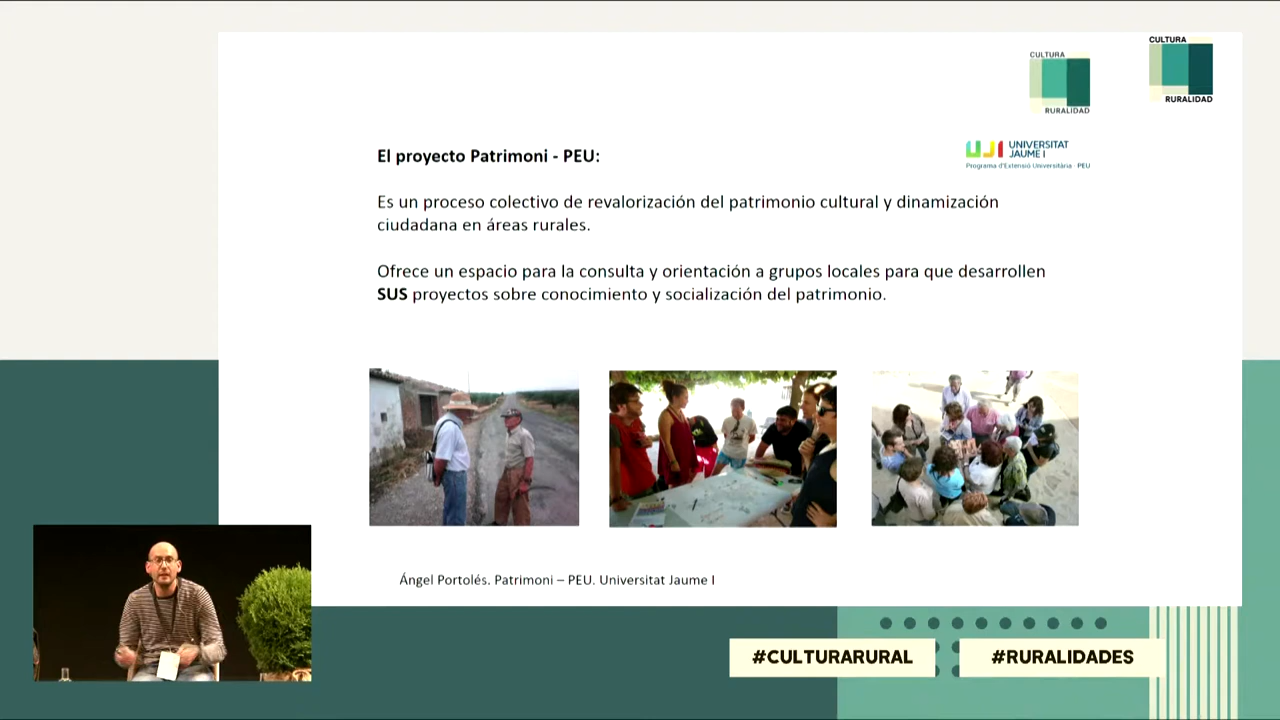 CULTURA
RURALIDAD
CULTURA
RURALIDAD
UJI UNIVERSITAT
JAUME I
Programa d'Extensió Universitària · PEU
El proyecto Patrimoni - PEU:
Es un proceso colectivo de revalorización del patrimonio cultural y dinamización
ciudadana en áreas rurales.
Ofrece un espacio para la consulta y orientación a grupos locales para que desarrollen
SUS proyectos sobre conocimiento y socialización del patrimonio.
Ángel Portolés. Patrimoni – PEU. Universitat Jaume I
#CULTURARURAL
#RURALIDADES